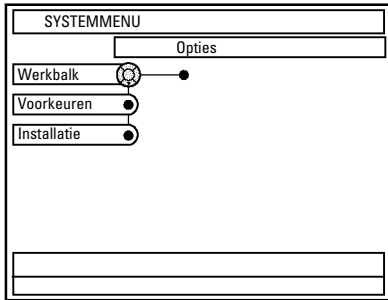 SYSTEMMENU
Opties
Werkbalk
Voorkeuren
Installatie